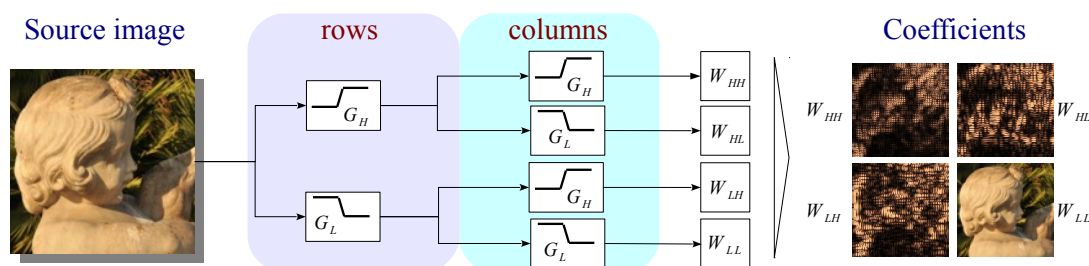 Source image
rows
columns
Coefficients
G_H
G_H
W_HH
G_L
W_HL
G_L
G_H
W_LH
G_L
W_LL
W_HH
W_HL
W_LH
W_LL